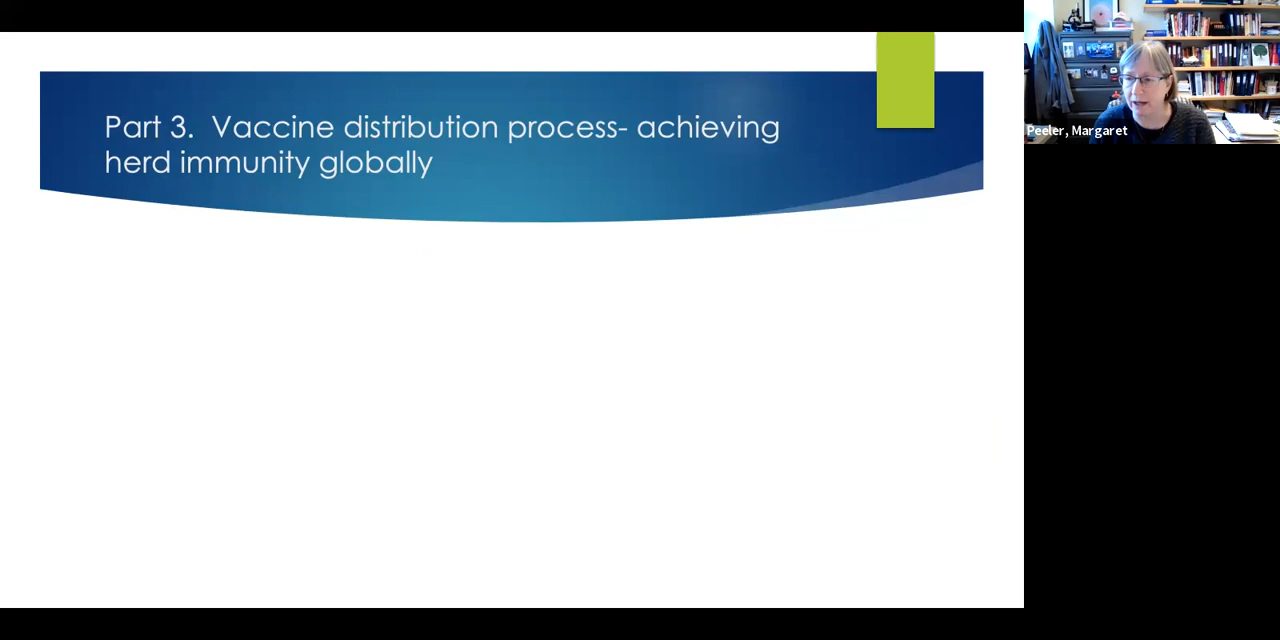 Part 3.  Vaccine distribution process- achieving
herd immunity globally
Peeler, Margaret